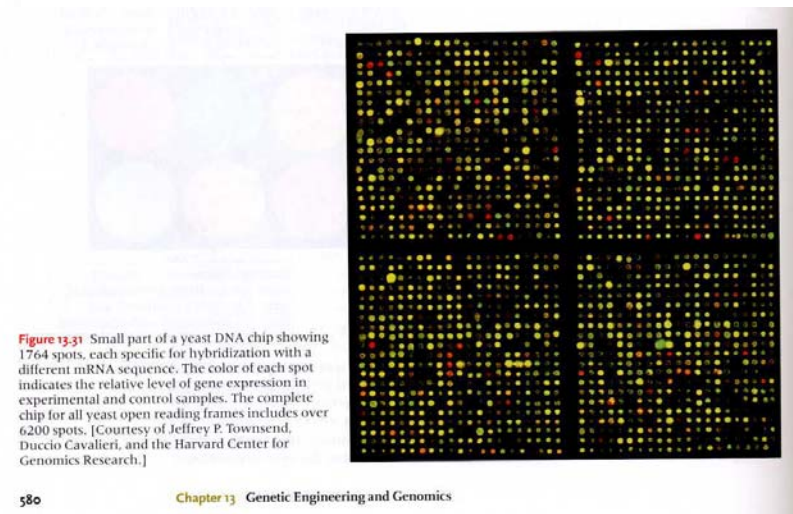 Figure 13.31 Small part of a yeast DNA chip showing
1764 spots, each specific for hybridization with a
different mRNA sequence. The color of each spot
indicates the relative level of gene expression in
experimental and control samples. The complete
chip for all yeast open reading frames includes over
6200 spots. [Courtesy of Jeffrey P. Townsend,
Duccio Cavalieri, and the Harvard Center for
Genomics Research.]
580 Chapter 13 Genetic Engineering and Genomics